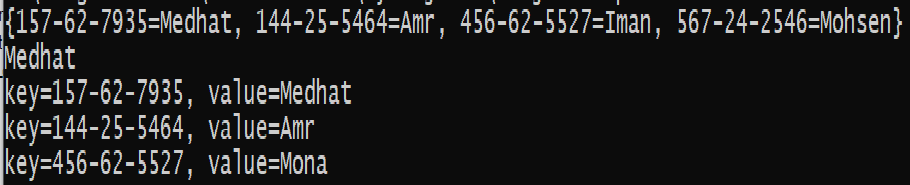 {157-62-7935=Medhat, 144-25-5464=Amr, 456-62-5527=Iman, 567-24-2546=Mohsen}
Medhat
key=157-62-7935, value=Medhat
key=144-25-5464, value=Amr
key=456-62-5527, value=Mona